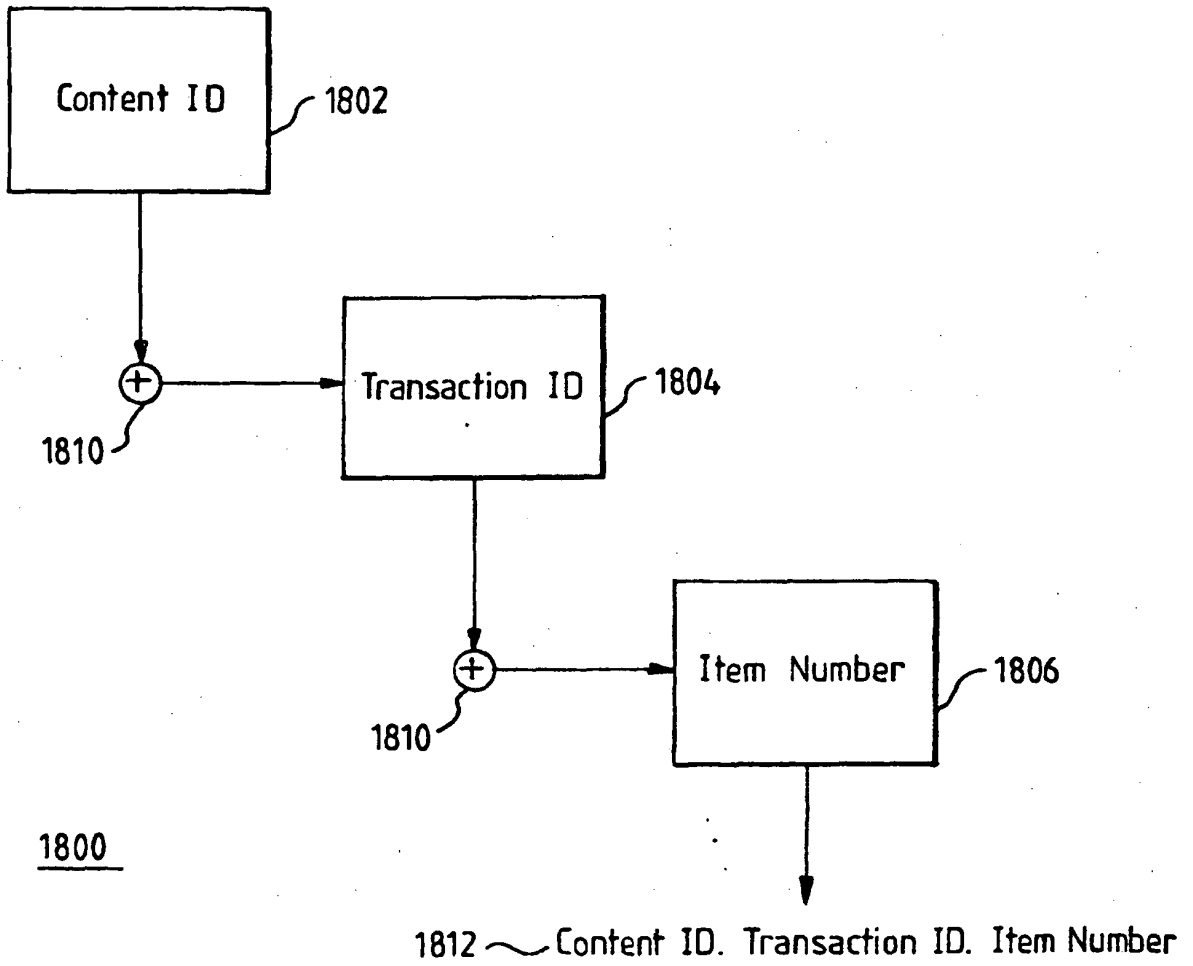 Content ID
1802
Transaction ID
1804
1810
Item Number
1806
1810
1800
1812 Content ID. Transaction ID. Item Number